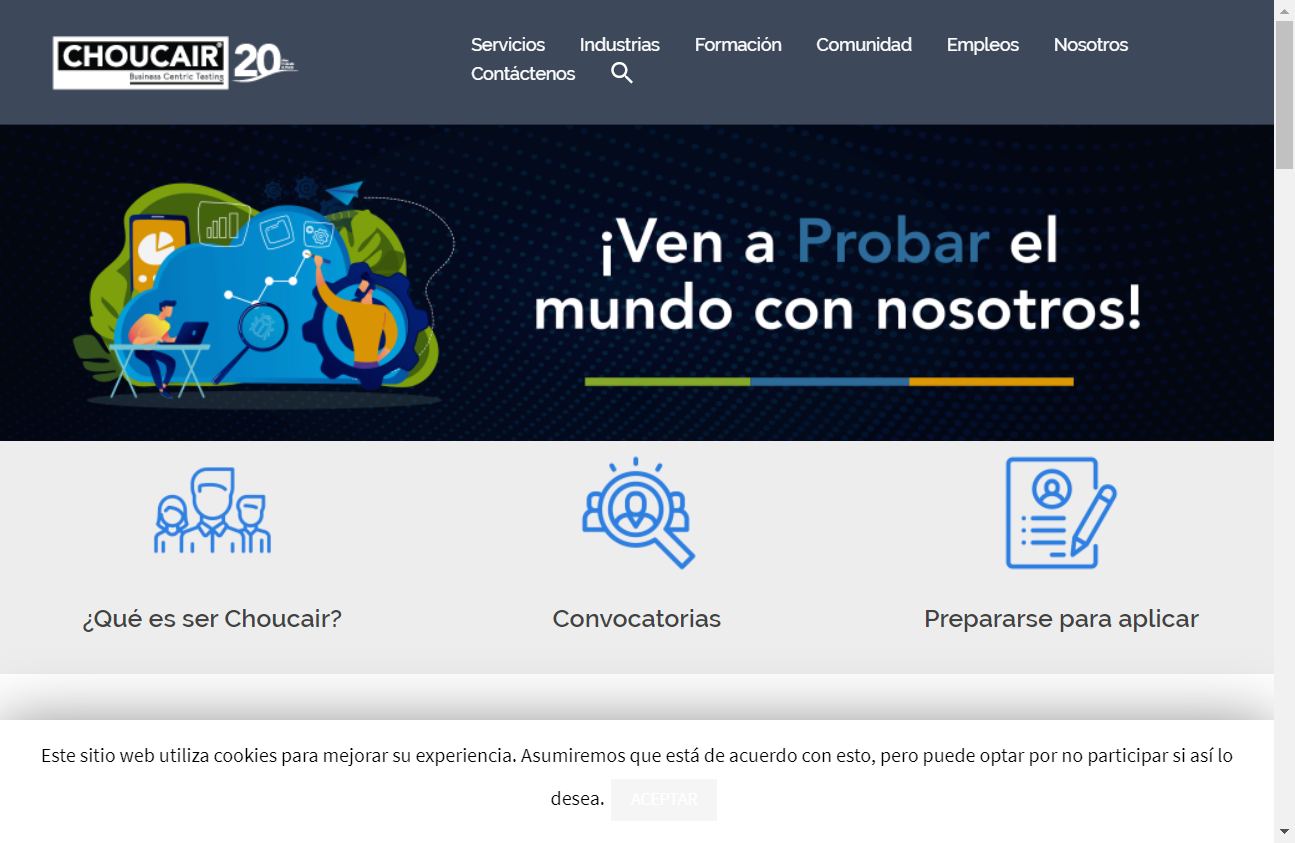 CHOUCAIR®
Business Centric Testing
20
Servicios
Industrias
Formación
Comunidad
Empleos
Nosotros
Contáctenos
¡Ven a Probar el
mundo con nosotros!
¿Qué es ser Choucair?
Convocatorias
Prepararse para aplicar
Este sitio web utiliza cookies para mejorar su experiencia. Asumiremos que está de acuerdo con esto, pero puede optar por no participar si así lo
desea. ACEPTAR